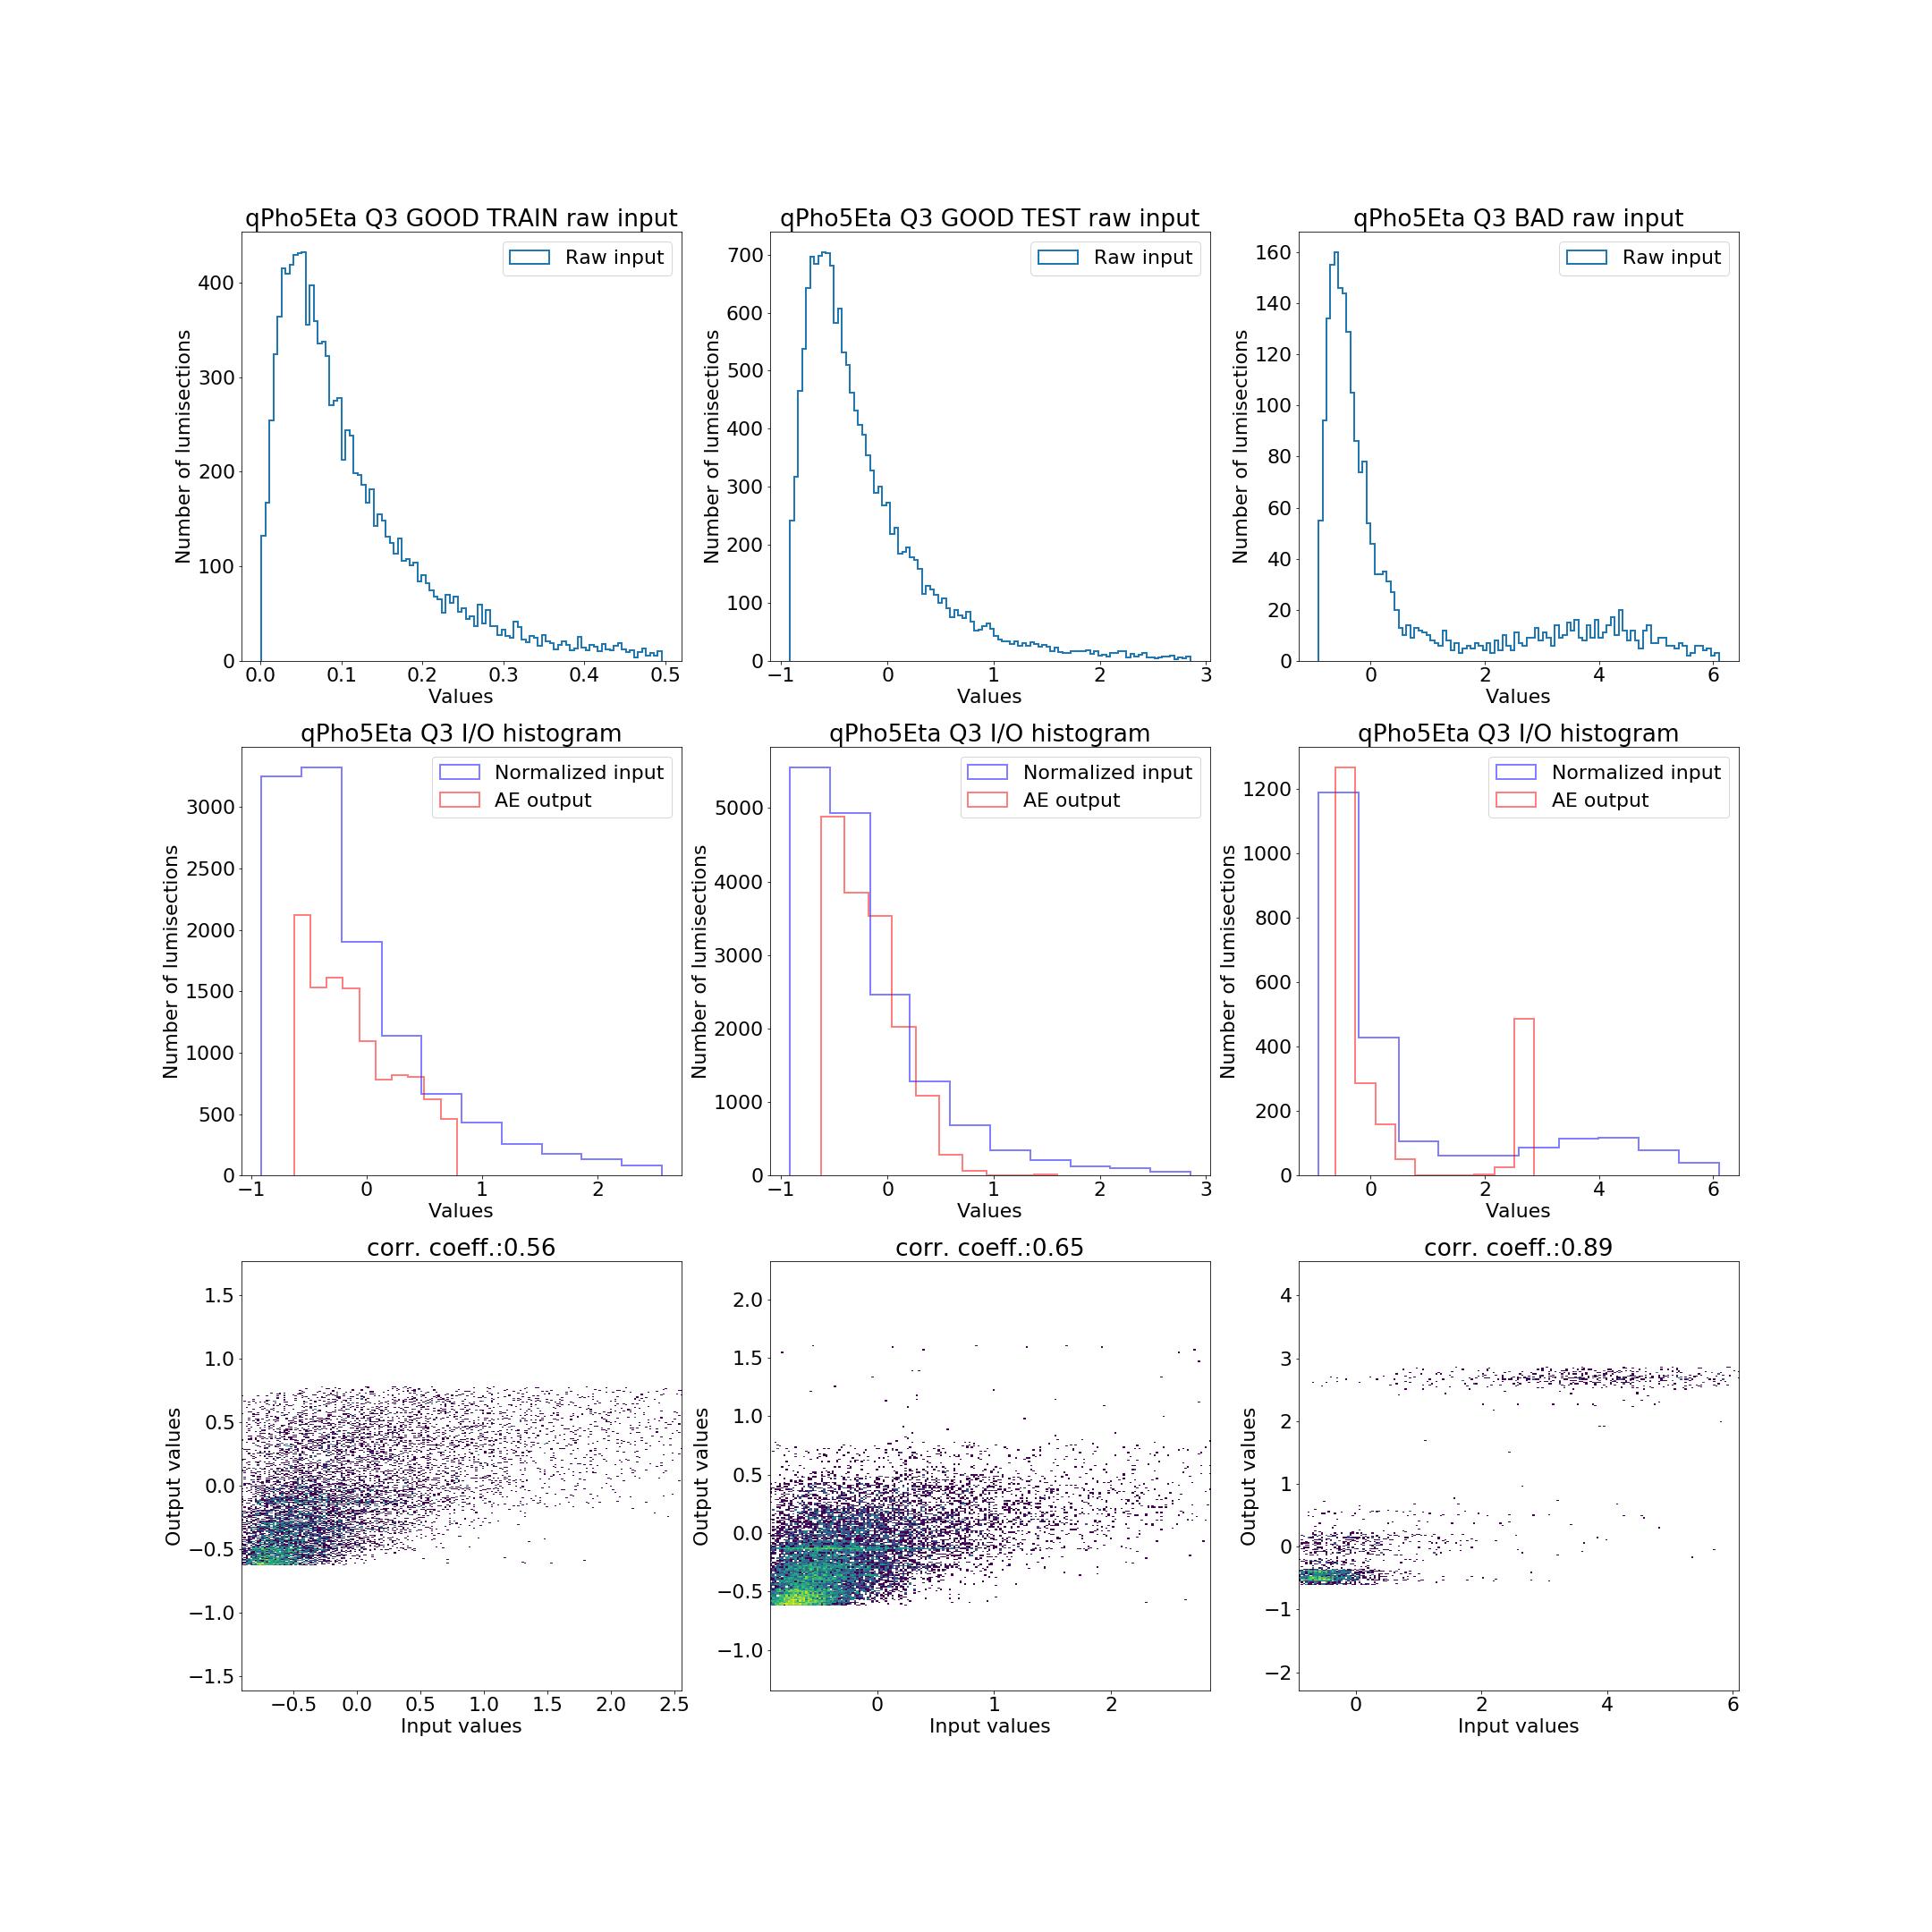 qPho5Eta Q3 GOOD TRAIN raw input
Raw input
Number of lumisections
400
300
200
100
0
0.0 0.1 0.2 0.3 0.4 0.5
Values
qPho5Eta Q3 GOOD TEST raw input
Raw input
Number of lumisections
700
600
500
400
300
200
100
0
−1 0 1 2 3
Values
qPho5Eta Q3 BAD raw input
Raw input
Number of lumisections
160
140
120
100
80
60
40
20
0
0 2 4 6
Values
qPho5Eta Q3 I/O histogram
Normalized input
AE output
Number of lumisections
3000
2500
2000
1500
1000
500
0
−1 0 1 2
Values
qPho5Eta Q3 I/O histogram
Normalized input
AE output
Number of lumisections
5000
4000
3000
2000
1000
0
−1 0 1 2 3
Values
qPho5Eta Q3 I/O histogram
Normalized input
AE output
Number of lumisections
1200
1000
800
600
400
200
0
0 2 4 6
Values
corr. coeff.:0.56
Output values
1.5
1.0
0.5
0.0
−0.5
−1.0
−1.5
−0.5 0.0 0.5 1.0 1.5 2.0 2.5
Input values
corr. coeff.:0.65
Output values
2.0
1.5
1.0
0.5
0.0
−0.5
−1.0
0 1 2
Input values
corr. coeff.:0.89
Output values
4
3
2
1
0
−1
−2
0 2 4 6
Input values